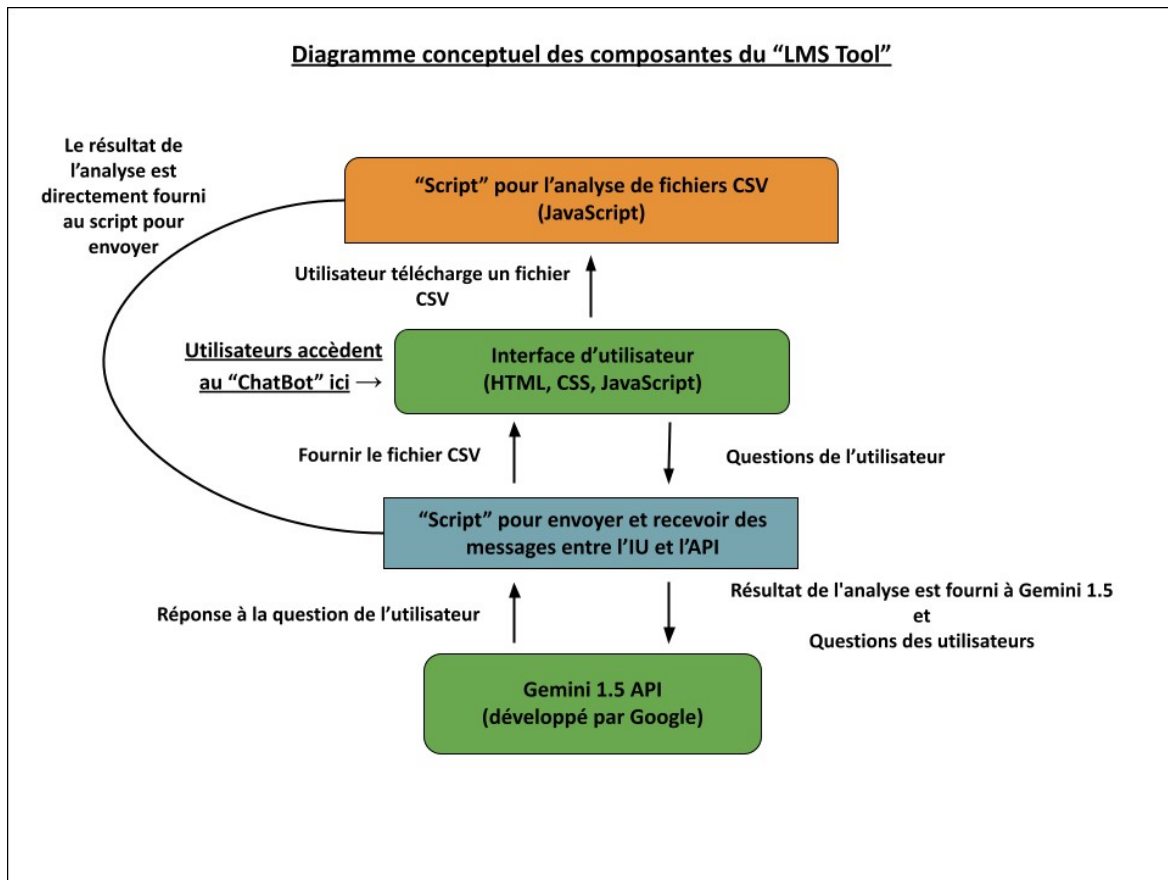 Diagramme conceptuel des composantes du “LMS Tool”
Le résultat de
l’analyse est
directement fourni
au script pour
envoyer
“Script” pour l’analyse de fichiers CSV
(JavaScript)
Utilisateur télécharge un fichier
CSV
Utilisateurs accèdent
au “ChatBot” ici →
Interface d’utilisateur
(HTML, CSS, JavaScript)
Fournir le fichier CSV
Questions de l’utilisateur
“Script” pour envoyer et recevoir des
messages entre l’IU et l’API
Réponse à la question de l’utilisateur
Résultat de l'analyse est fourni à Gemini 1.5
et
Questions des utilisateurs
Gemini 1.5 API
(développé par Google)